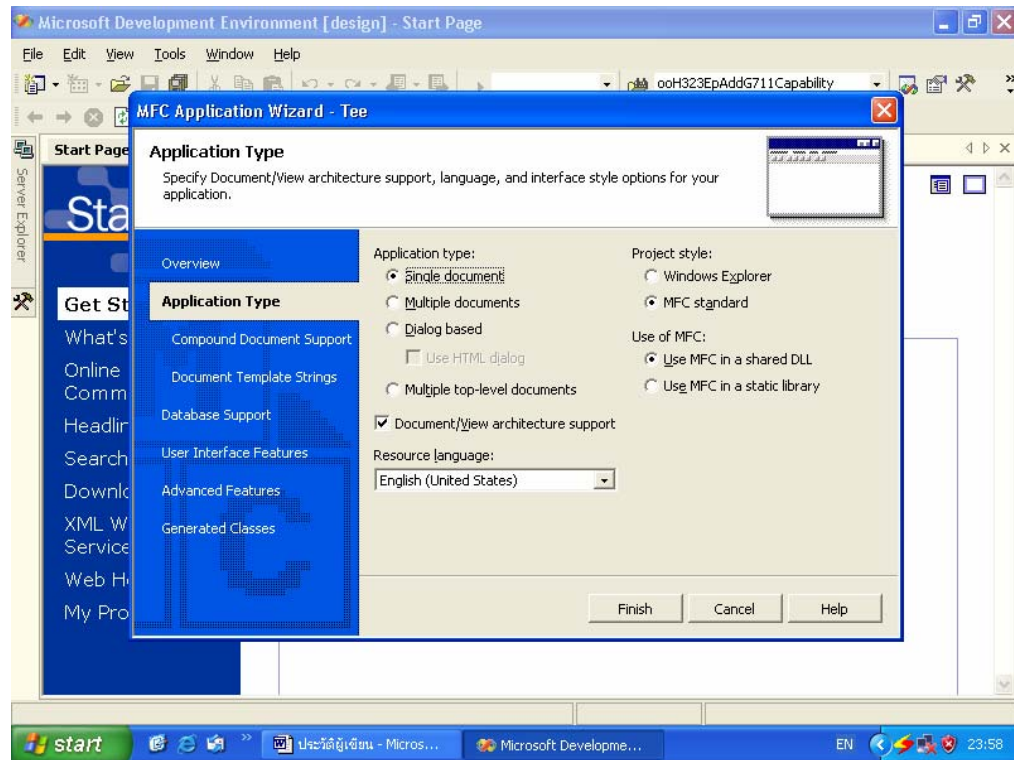 Microsoft Development Environment [design] - Start Page
File Edit View Tools Window Help
ooH323EpAddG711Capability
MFC Application Wizard - Tee
Start Page
Server Explorer
Application Type
Specify Document/View architecture support, language, and interface style options for your
application.
Sta
Get St
What's
Online
Comm
Headlin
Search
Downlo
XML W
Service
Web H
My Pro
Overview
Application Type
Compound Document Support
Document Template Strings
Database Support
User Interface Features
Advanced Features
Generated Classes
Application type:
Single document
Multiple documents
Dialog based
Use HTML dialog
Multiple top-level documents
Document/View architecture support
Resource language:
English (United States)
Project style:
Windows Explorer
MFC standard
Use of MFC:
Use MFC in a shared DLL
Use MFC in a static library
Finish Cancel Help
start
ประวัติผู้เขียน - Micros...
Microsoft Developme...
EN
23:58